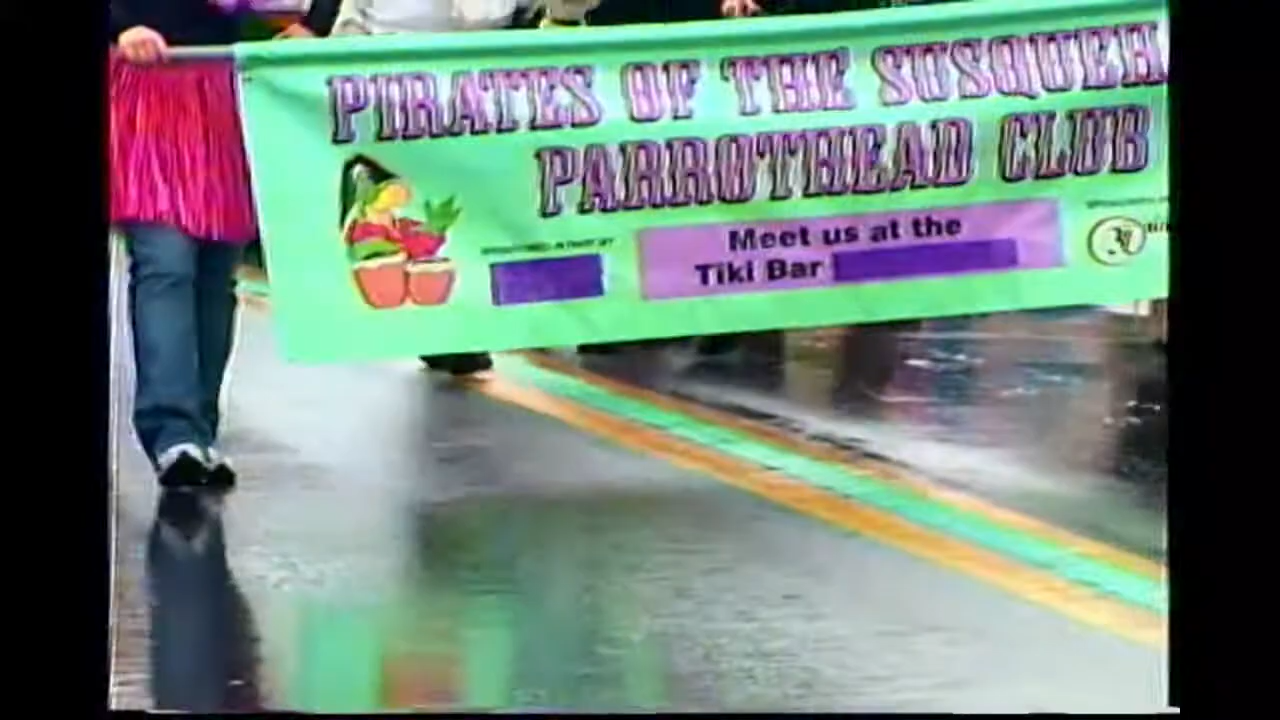 PIRATES OF THE SUSQUEH
PARROTHEAD CLUB
Meet us at the
Tiki Bar